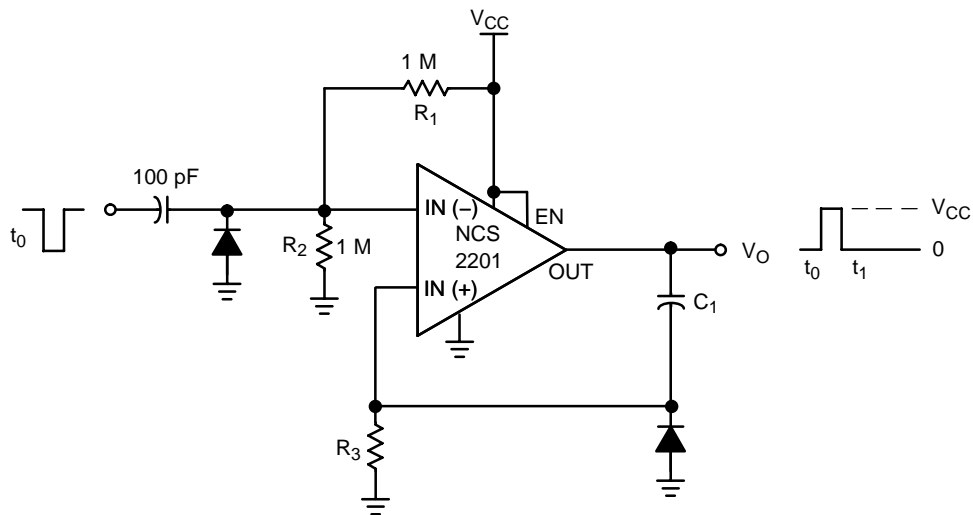 V_CC
1 M
R_1
100 pF
t_0
IN (–)
EN
R_2
1 M
NCS
2201
V_O
V_CC
OUT
t_0
t_1
0
IN (+)
C_1
R_3